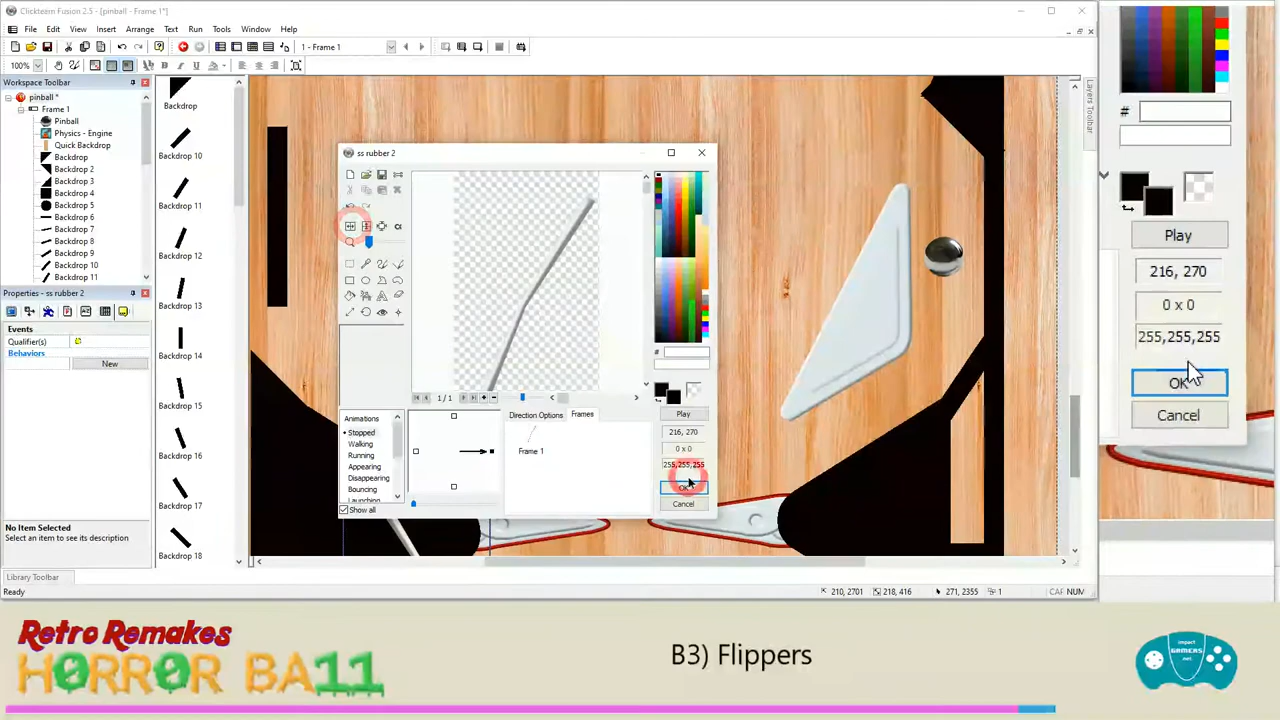 Clickteam Fusion 2.5 - [pinball - Frame 1*]
File Edit View Insert Arrange Text Run Tools Window Help
1 - Frame 1
100%
Workspace Toolbar
pinball *
Frame 1
Pinball
Physics - Engine
Quick Backdrop
Backdrop
Backdrop 2
Backdrop 3
Backdrop 4
Backdrop 5
Backdrop 6
Backdrop 7
Backdrop 8
Backdrop 9
Backdrop 10
Backdrop 11
Properties - ss rubber 2
Events
Qualifier(s)
Behaviors
New
No Item Selected
Select an item to see its description
Library Toolbar
Ready
Backdrop
Backdrop 10
Backdrop 11
Backdrop 12
Backdrop 13
Backdrop 14
Backdrop 15
Backdrop 16
Backdrop 17
Backdrop 18
ss rubber 2
1 / 1
Animations
Stopped
Walking
Running
Appearing
Disappearing
Bouncing
Launching
Show all
Direction Options Frames
Frame 1
#
Play
216, 270
0 x 0
255,255,255
OK
Cancel
Layers Toolbar
210, 2701 218, 416 271, 2355 1 CAP NUM
#
Play
216, 270
0 x 0
255,255,255
OK
Cancel
Retro Remakes
HORROR BA11
B3) Flippers
impact
GAMERS
.net